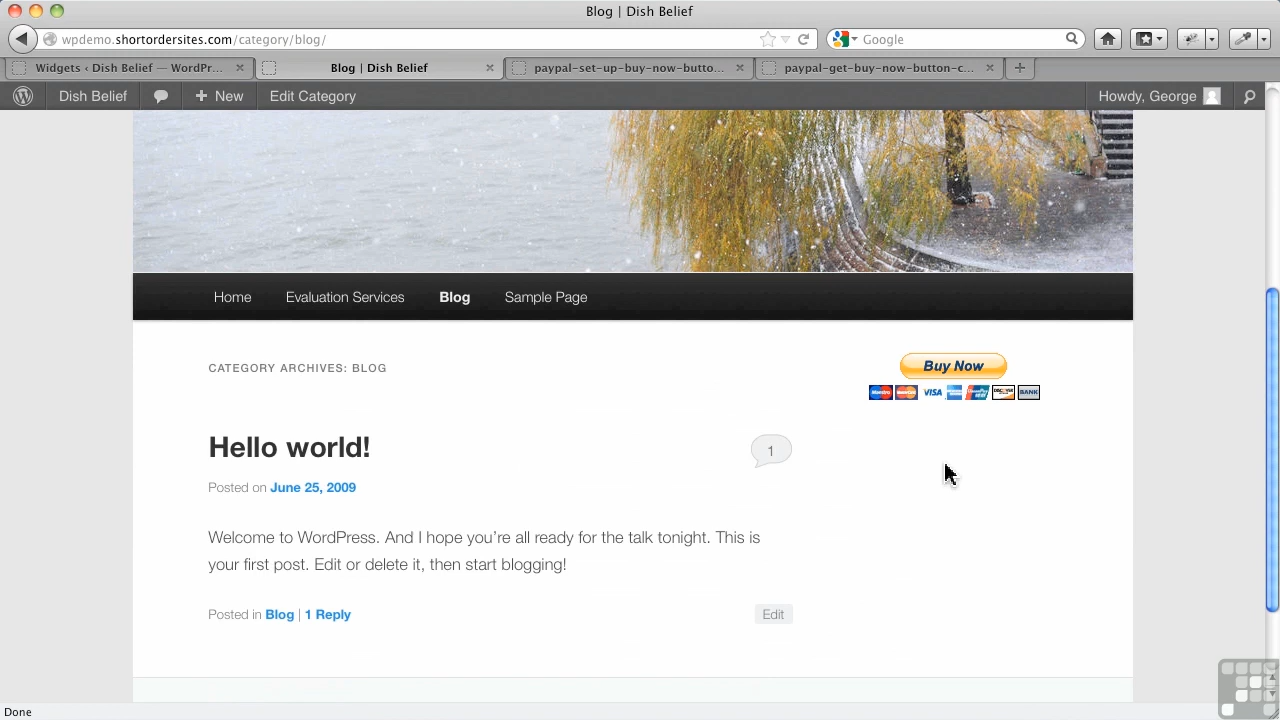 Blog | Dish Belief
wpdemo.shortordersites.com/category/blog/
Google
Widgets ‹ Dish Belief — WordPr...
Blog | Dish Belief
paypal-set-up-buy-now-butto...
paypal-get-buy-now-button-c...
Dish Belief
New
Edit Category
Howdy, George
Home
Evaluation Services
Blog
Sample Page
CATEGORY ARCHIVES: BLOG
Buy Now
VISA
BANK
Hello world!
1
Posted on June 25, 2009
Welcome to WordPress. And I hope you’re all ready for the talk tonight. This is
your first post. Edit or delete it, then start blogging!
Posted in Blog | 1 Reply
Edit
Done